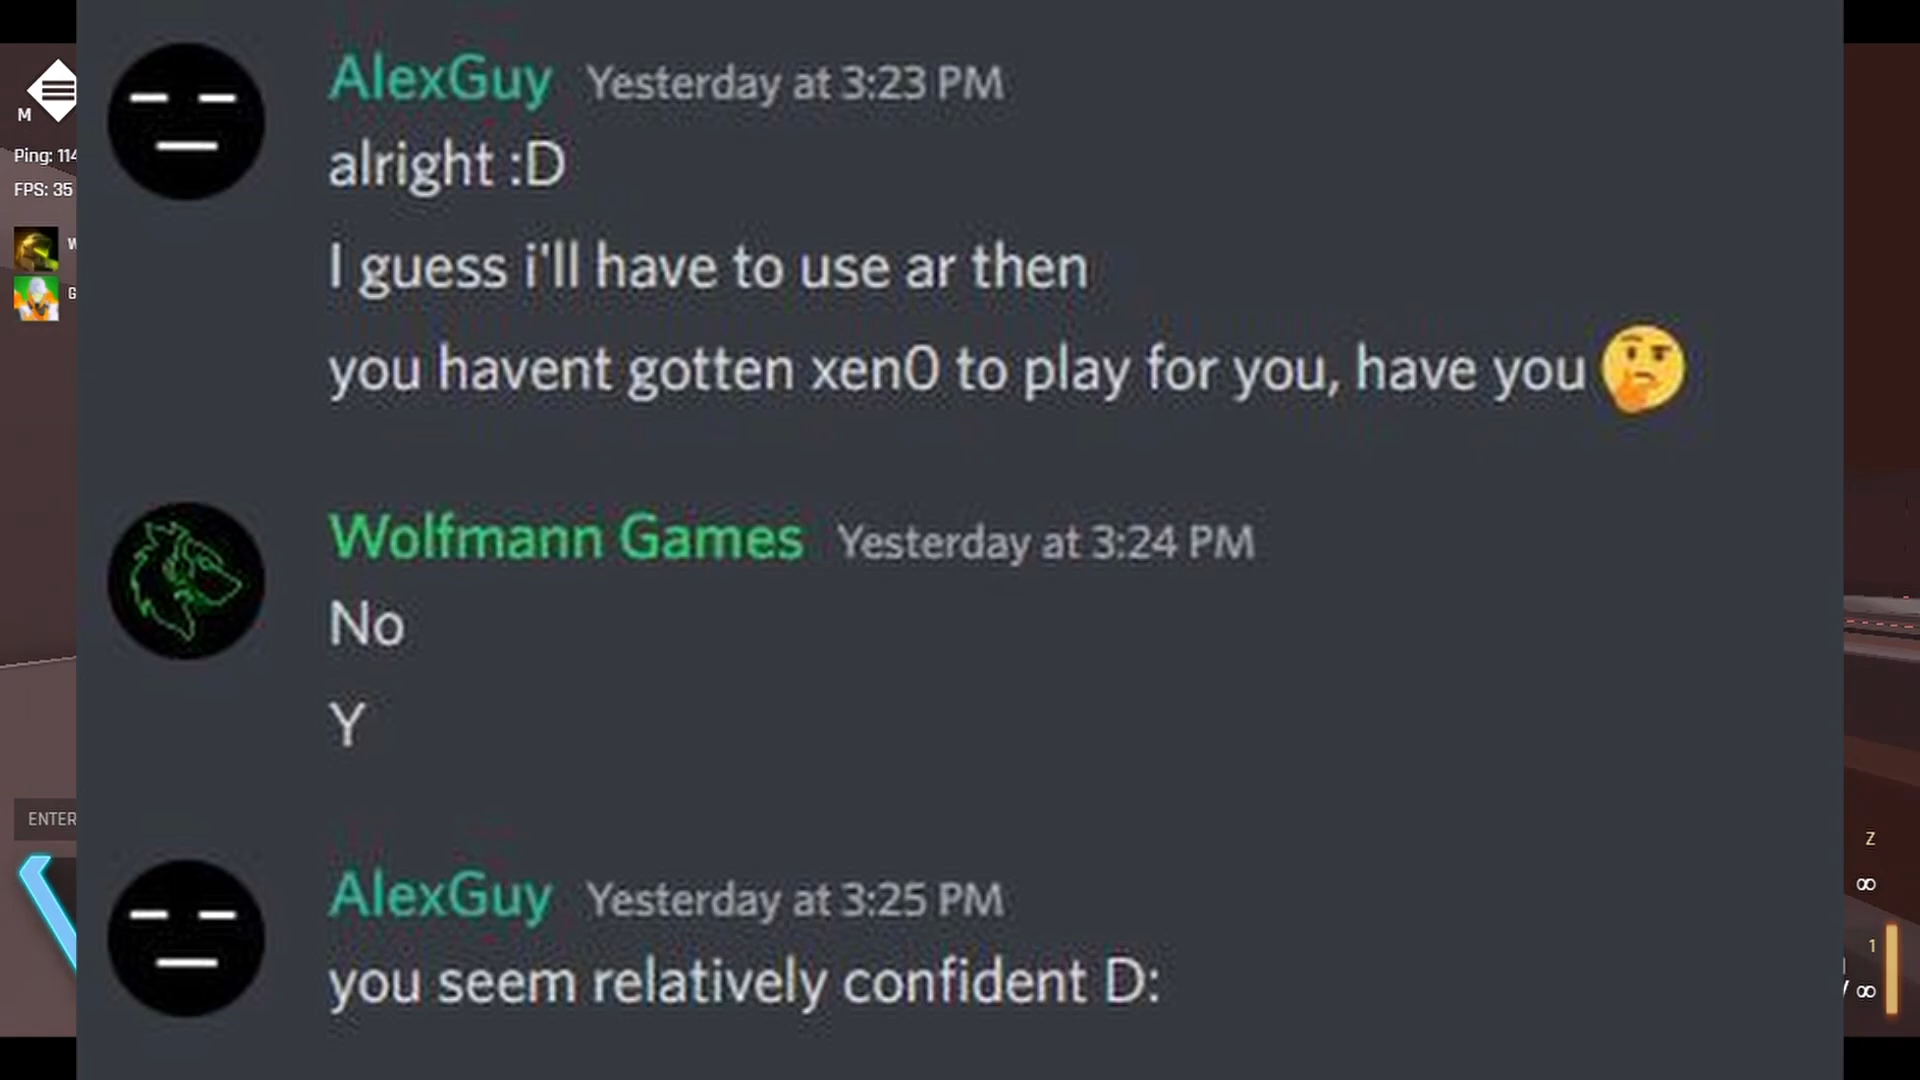 AlexGuy Yesterday at 3:23 PM
alright :D
I guess i'll have to use ar then
you havent gotten xen0 to play for you, have you 🤔
Wolfmann Games Yesterday at 3:24 PM
No
Y
AlexGuy Yesterday at 3:25 PM
you seem relatively confident D:
M
Ping: 114
FPS: 35
W
G
ENTER
Z
∞
1
/ ∞